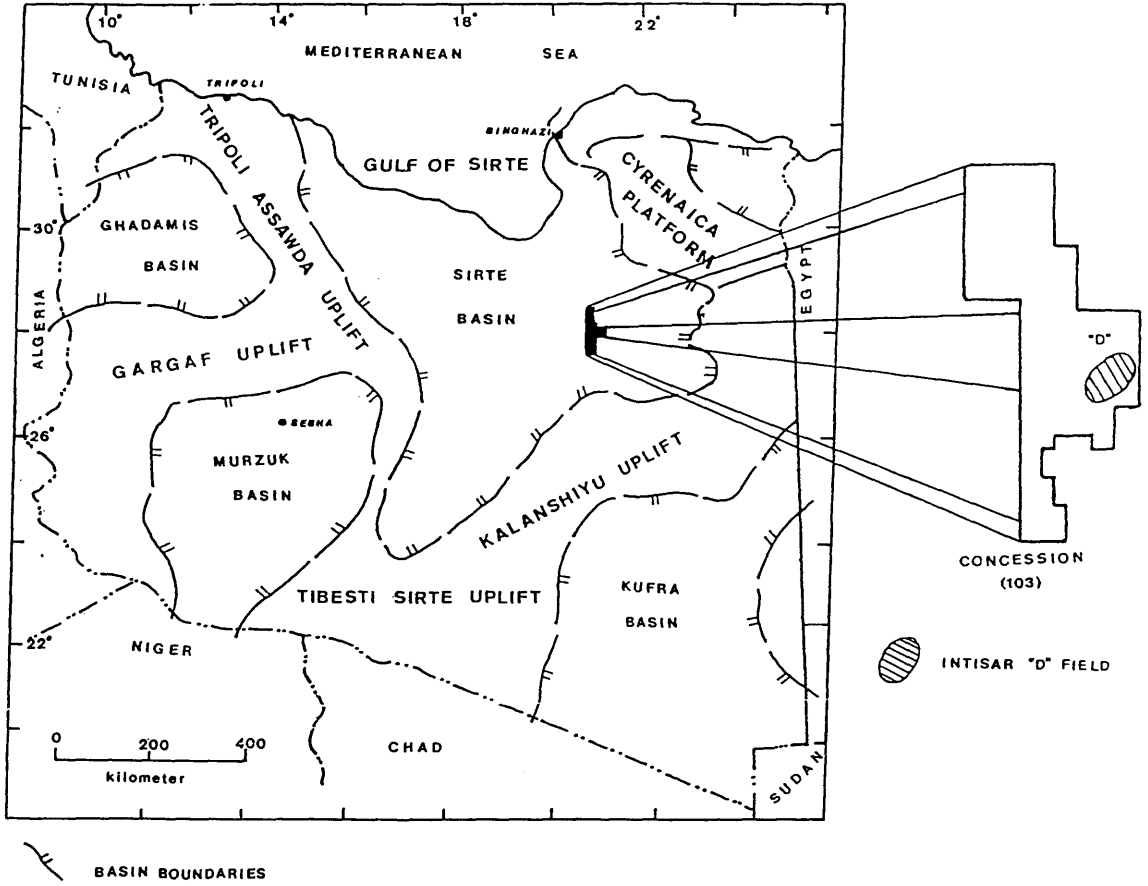 10°
14°
18°
22°
MEDITERRANEAN SEA
TUNISIA
TRIPOLI
BINGHAZI
GULF OF SIRTE
TRIPOLI ASSAWDA UPLIFT
CYRENAICA
PLATFORM
30°
GHADAMIS
BASIN
SIRTE
BASIN
EGYPT
ALGERIA
"D"
GARGAF UPLIFT
SEBHA
26°
MURZUK
BASIN
KALANSHIYU UPLIFT
CONCESSION
(103)
TIBESTI SIRTE UPLIFT
KUFRA
BASIN
22°
NIGER
INTISAR "D" FIELD
0 200 400
kilometer
CHAD
SUDAN
BASIN BOUNDARIES